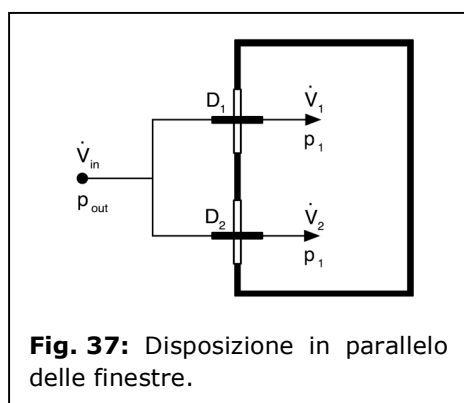 D1 V̇1
p1
V̇in
pout
D2 V̇2
p1
Fig. 37: Disposizione in parallelo
delle finestre.